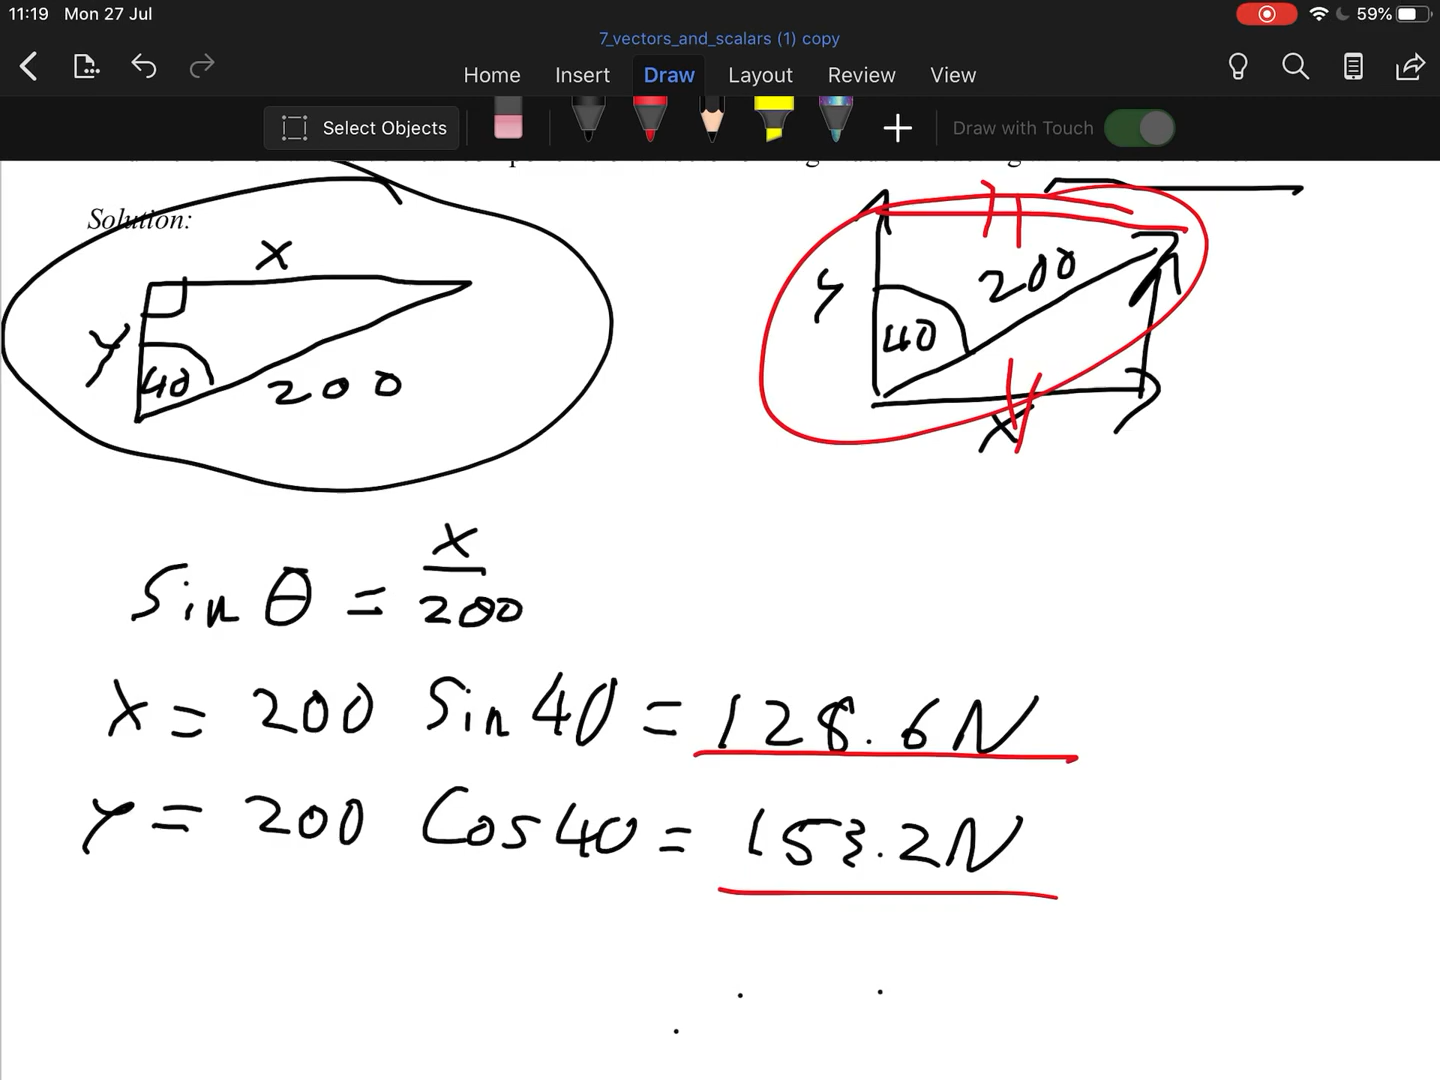 11:19 Mon 27 Jul
59%
7_vectors_and_scalars (1) copy
Home Insert Draw Layout Review View
Select Objects
Draw with Touch
Solution:
x
y
40
200
y
40
200
x
Sin θ = x/200
x = 200 Sin 40 = 128.6N
y = 200 Cos 40 = 153.2N